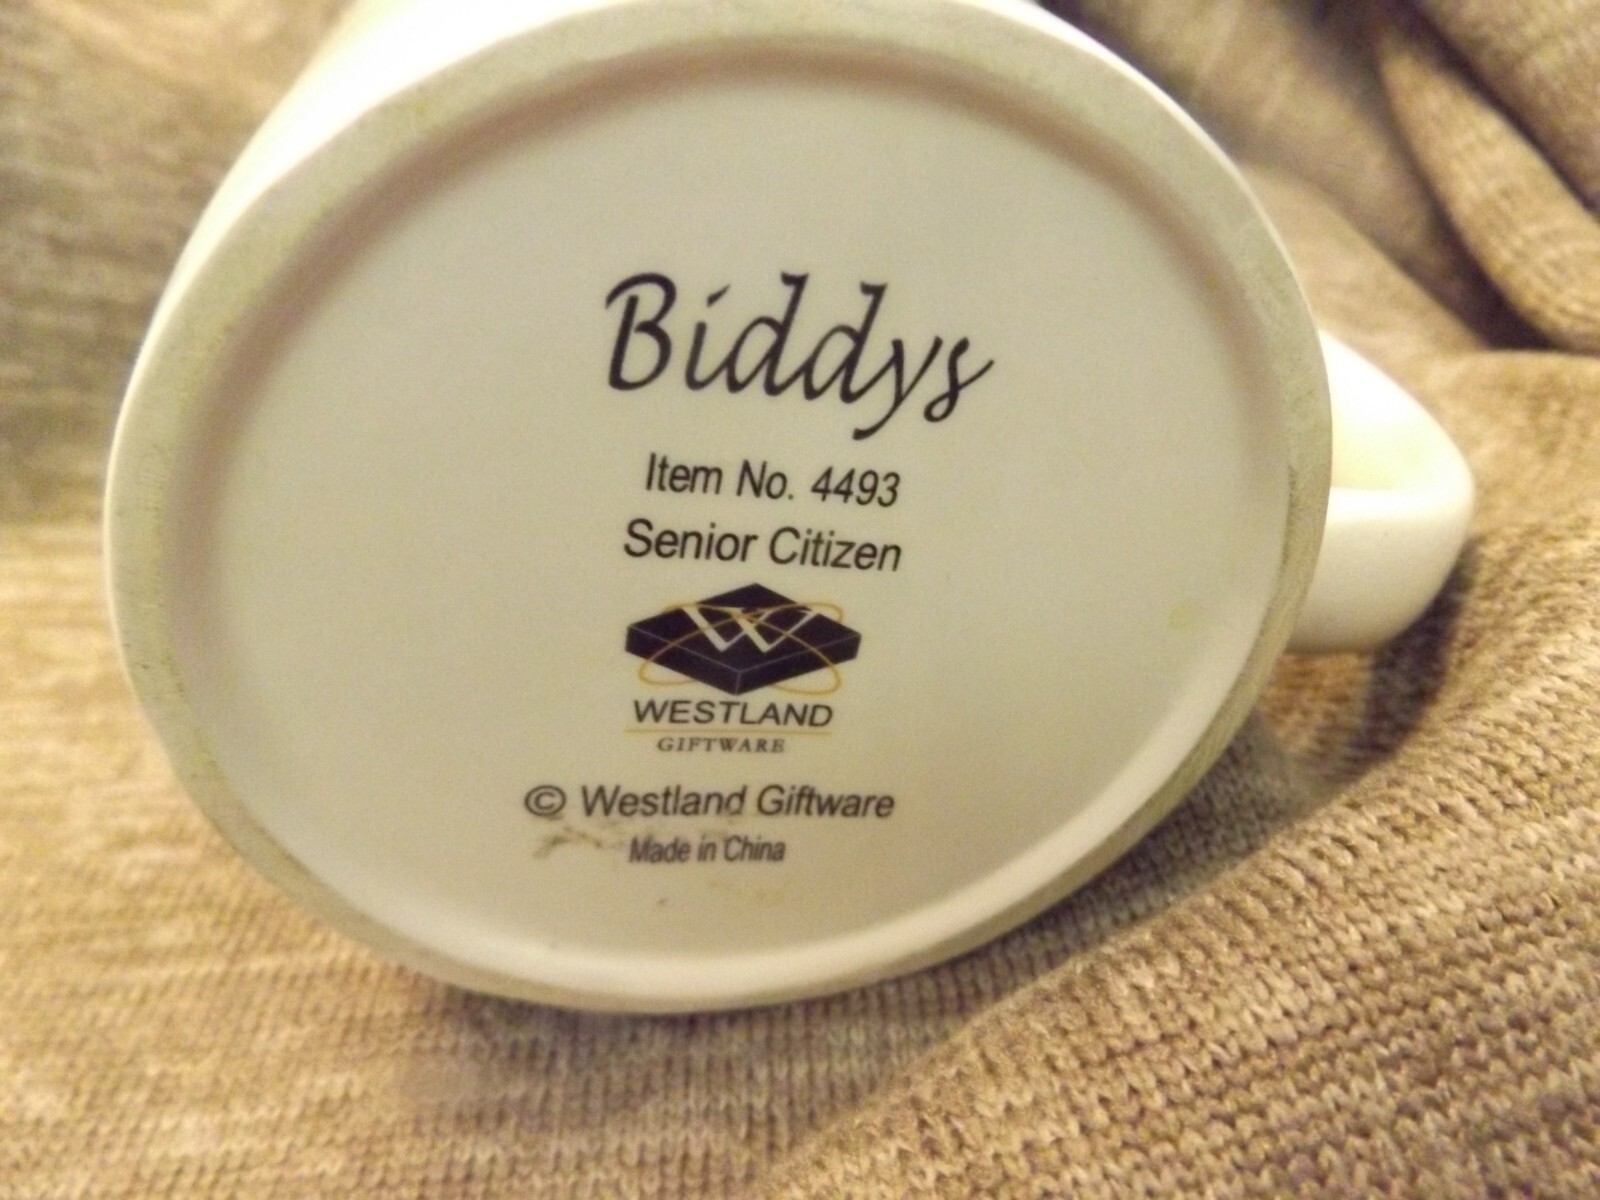 Biddys
Item No. 4493
Senior Citizen
W
WESTLAND
GIFTWARE
© Westland Giftware
Made in China